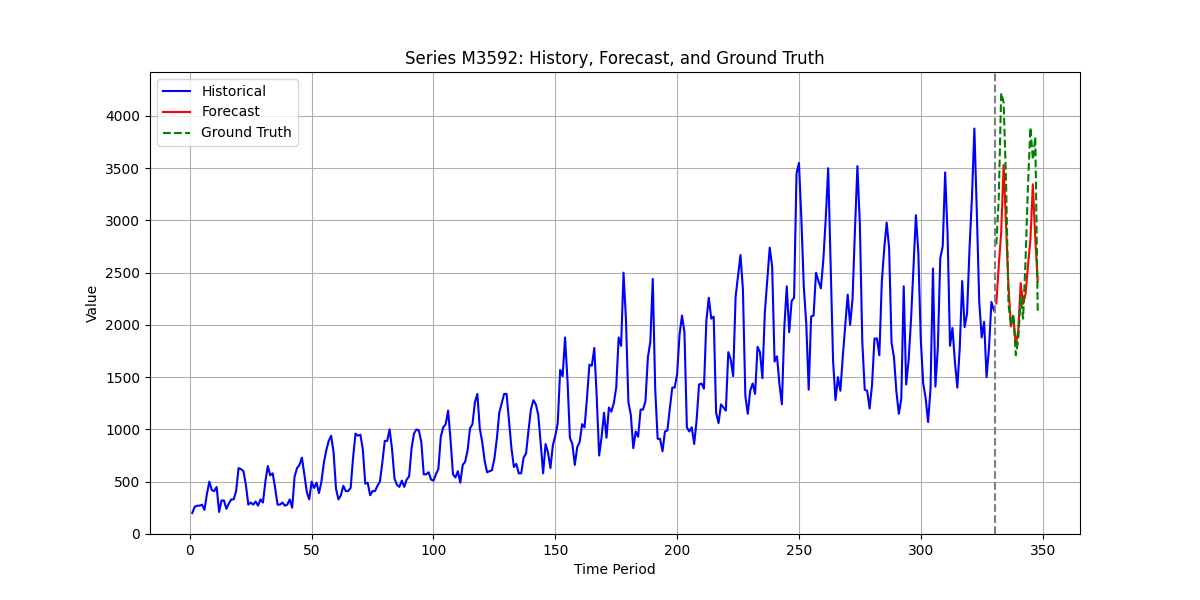 Series M3592: History, Forecast, and Ground Truth
Historical
Forecast
Ground Truth
Value
4000
3500
3000
2500
2000
1500
1000
500
0
0 50 100 150 200 250 300 350
Time Period